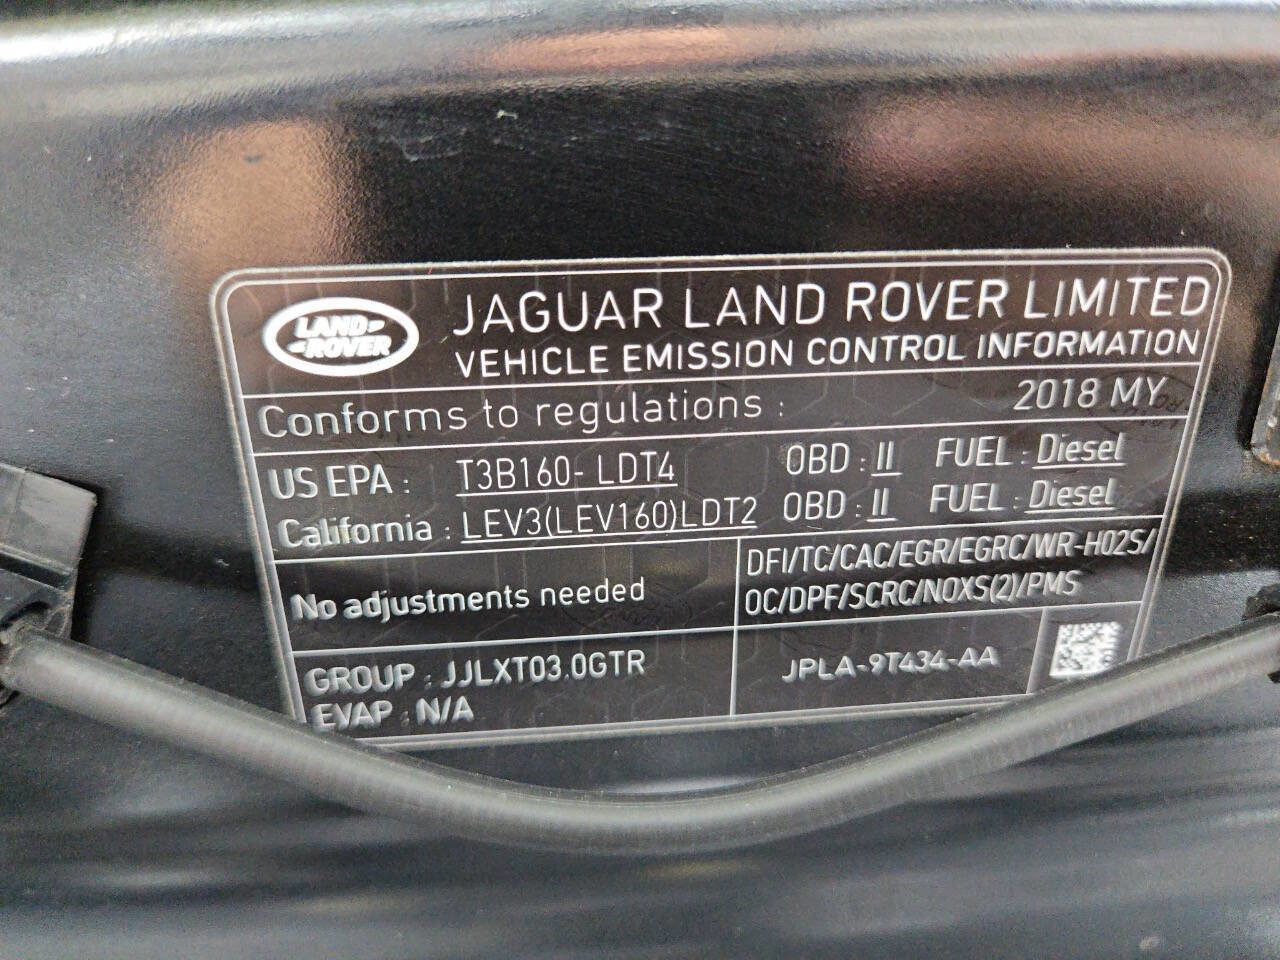 LAND ROVER
JAGUAR LAND ROVER LIMITED
VEHICLE EMISSION CONTROL INFORMATION
Conforms to regulations : 2018 MY
US EPA : T3B160- LDT4 OBD : II FUEL : Diesel
California : LEV3(LEV160)LDT2 OBD : II FUEL : Diesel
No adjustments needed
DFI/TC/CAC/EGR/EGRC/WR-HO2S/
OC/DPF/SCRC/NOXS(2)/PMS
GROUP : JJLXT03.0GTR
EVAP : N/A
JPLA-9T434-AA